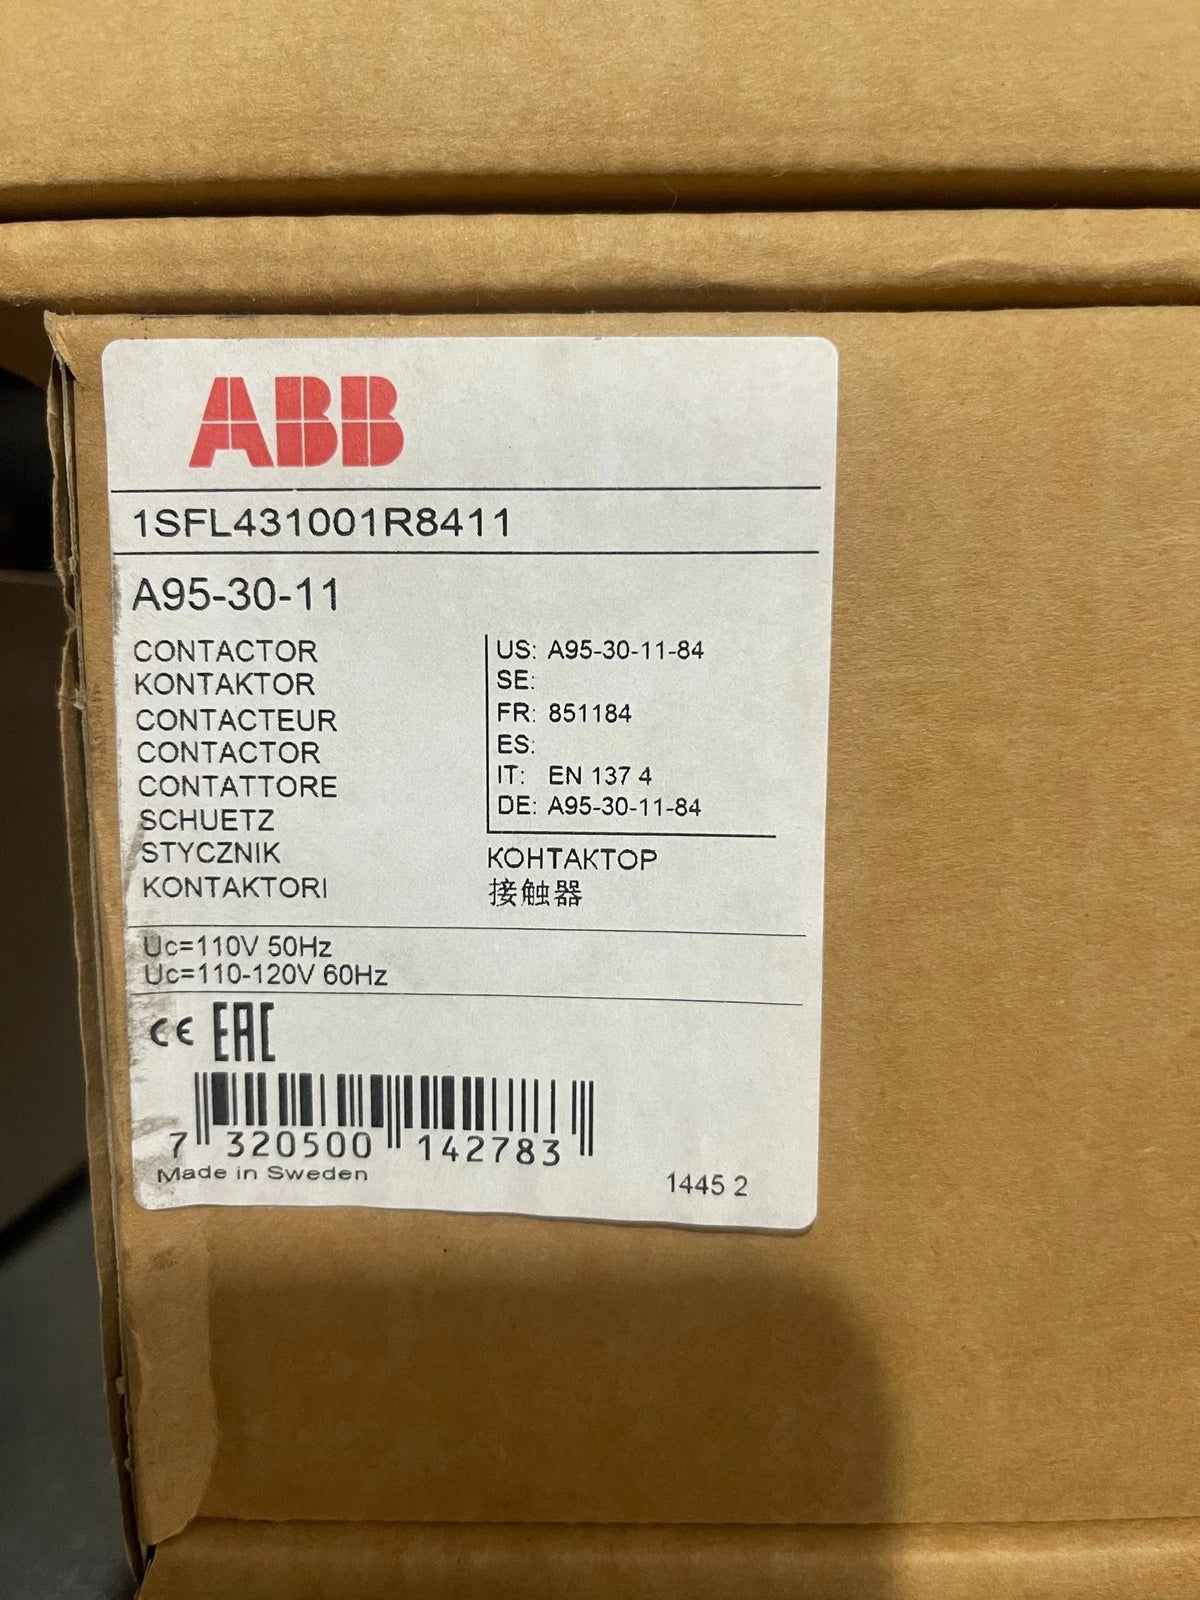 ABB
1SFL431001R8411
A95-30-11
CONTACTOR
KONTAKTOR
CONTACTEUR
CONTACTOR
CONTATTORE
SCHUETZ
STYCZNIK
KONTAKTORI
US: A95-30-11-84
SE:
FR: 851184
ES:
IT: EN 137 4
DE: A95-30-11-84
КОНТАКТОР
接触器
Uc=110V 50Hz
Uc=110-120V 60Hz
CE EAC
7 320500 142783
Made in Sweden
1445 2